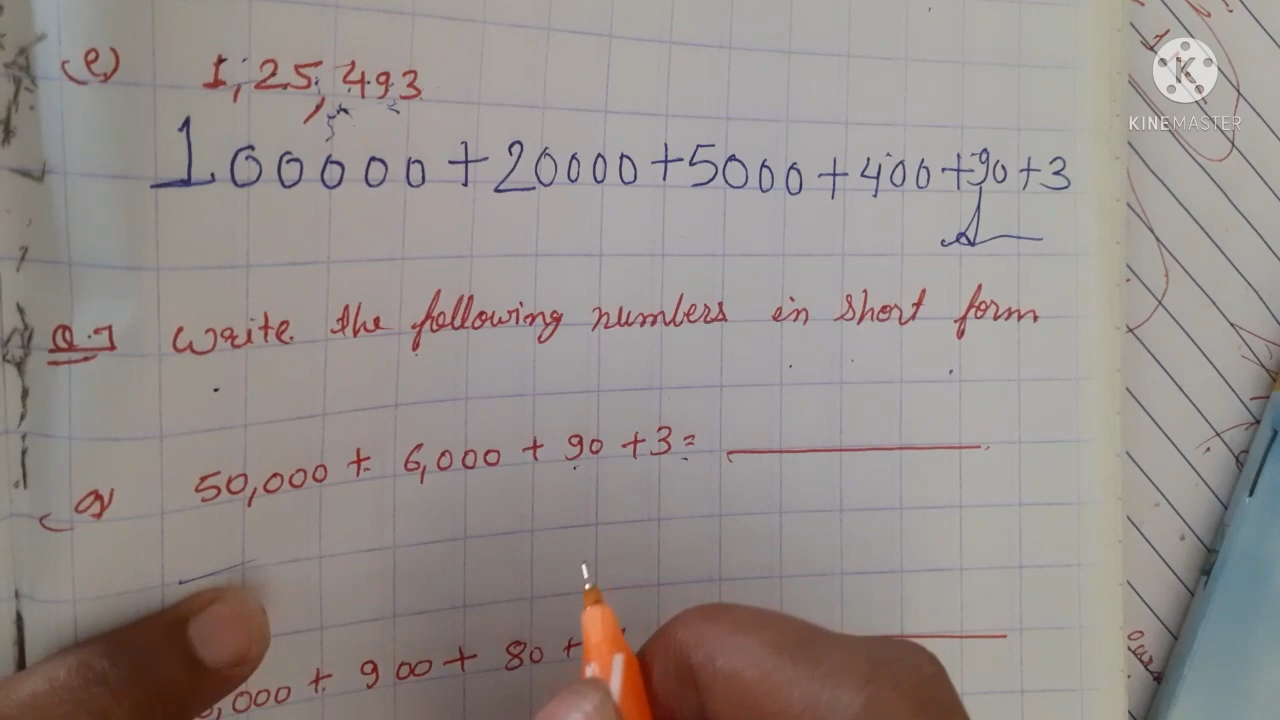 (e) 1,25,493
100000+20000+5000+400+90+3
Q.7 Write the following numbers in short form
(a) 50,000 + 6,000 + 90 + 3 =
,000 + 900 + 80 +
KINEMASTER